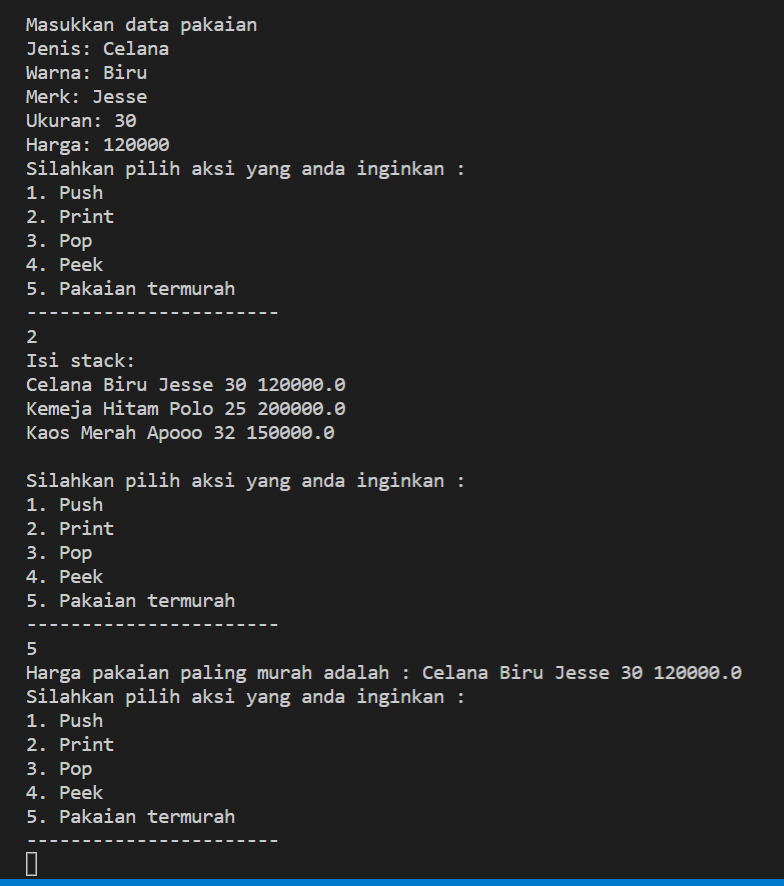 Masukkan data pakaian
Jenis: Celana
Warna: Biru
Merk: Jesse
Ukuran: 30
Harga: 120000
Silahkan pilih aksi yang anda inginkan :
1. Push
2. Print
3. Pop
4. Peek
5. Pakaian termurah
-----------------------
2
Isi stack:
Celana Biru Jesse 30 120000.0
Kemeja Hitam Polo 25 200000.0
Kaos Merah Apooo 32 150000.0

Silahkan pilih aksi yang anda inginkan :
1. Push
2. Print
3. Pop
4. Peek
5. Pakaian termurah
-----------------------
5
Harga pakaian paling murah adalah : Celana Biru Jesse 30 120000.0
Silahkan pilih aksi yang anda inginkan :
1. Push
2. Print
3. Pop
4. Peek
5. Pakaian termurah
-----------------------